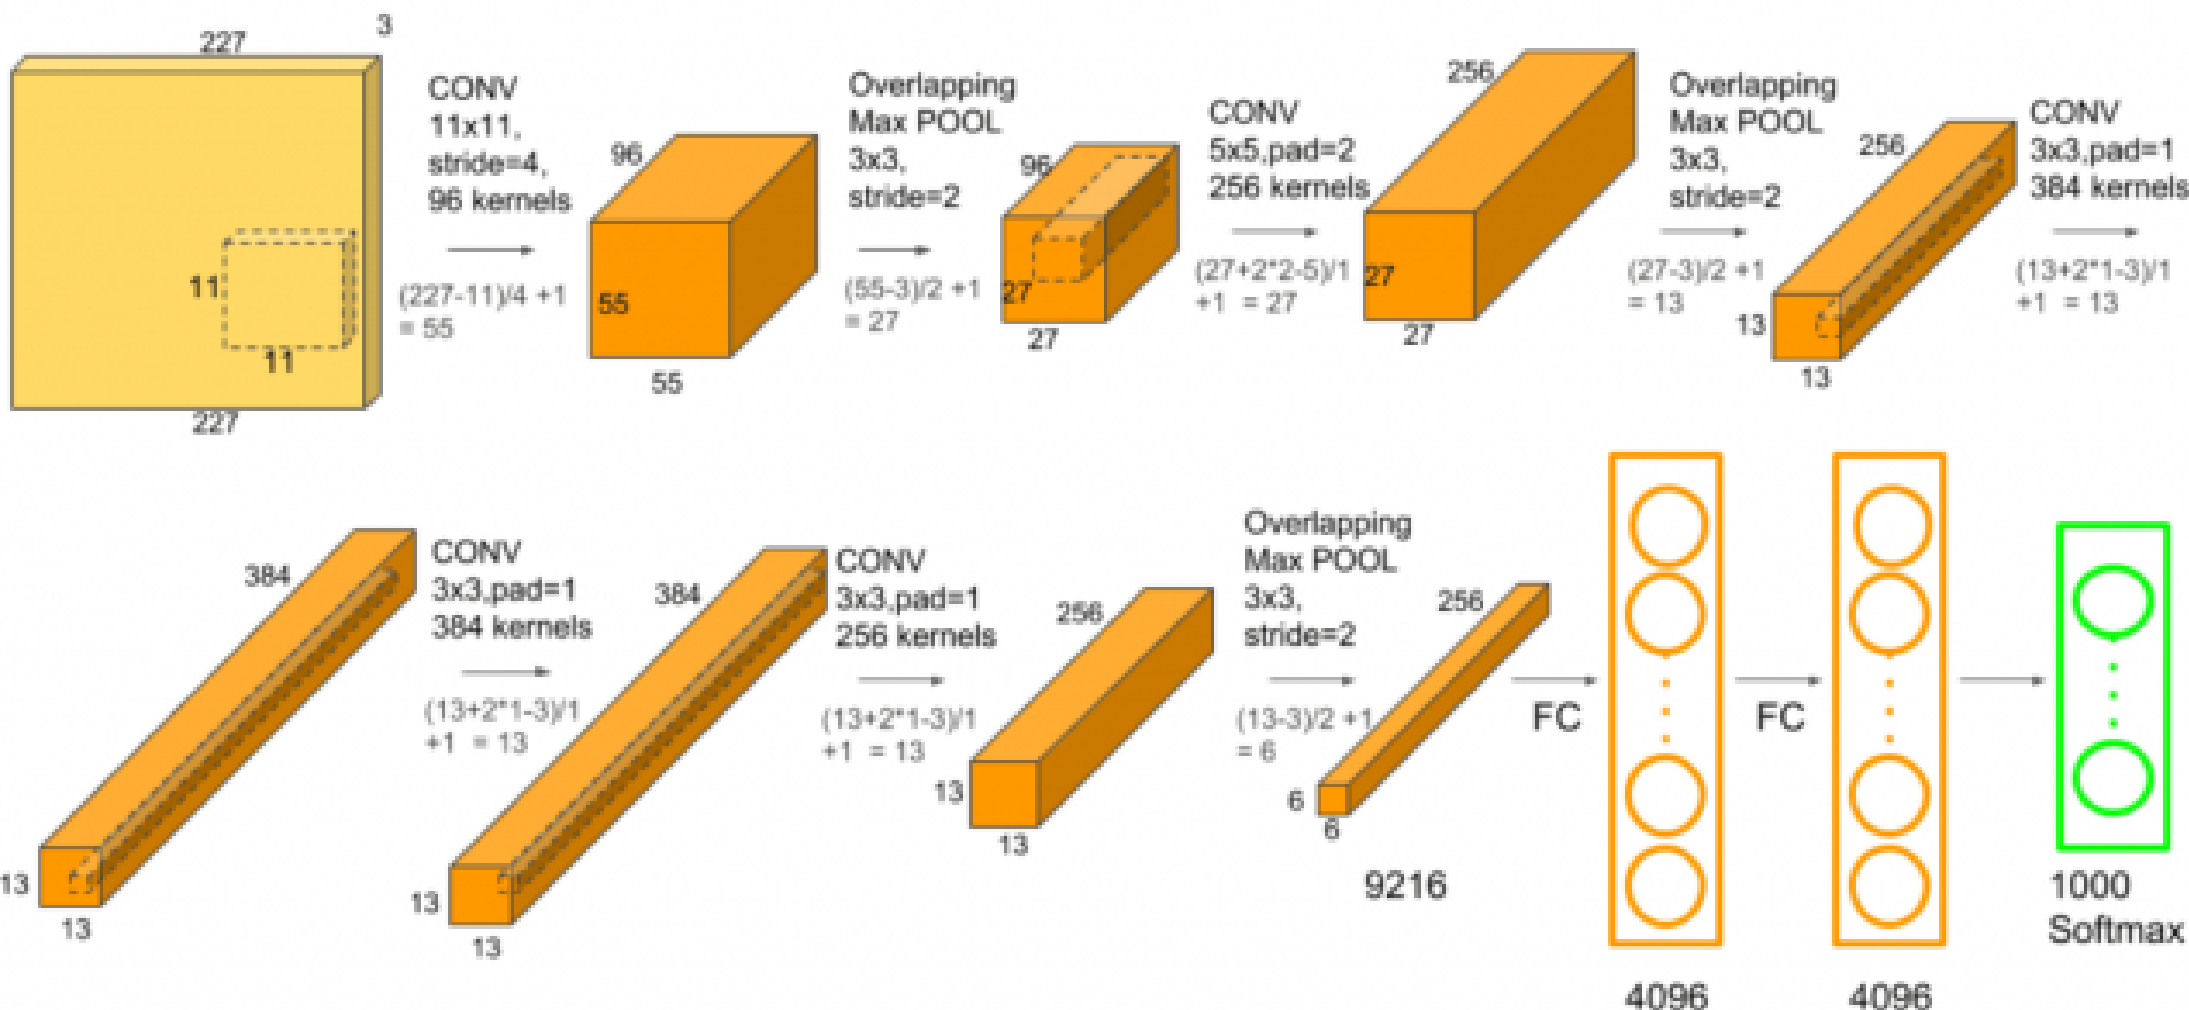 227
3
11
11
227
CONV
11x11,
stride=4,
96 kernels
(227-11)/4 +1
= 55
96
55
55
Overlapping
Max POOL
3x3,
stride=2
(55-3)/2 +1
= 27
96
27
27
CONV
5x5,pad=2
256 kernels
(27+2*2-5)/1
+1 = 27
256
27
27
Overlapping
Max POOL
3x3,
stride=2
(27-3)/2 +1
= 13
256
13
13
CONV
3x3,pad=1
384 kernels
(13+2*1-3)/1
+1 = 13
384
13
13
CONV
3x3,pad=1
384 kernels
(13+2*1-3)/1
+1 = 13
384
13
13
CONV
3x3,pad=1
256 kernels
(13+2*1-3)/1
+1 = 13
256
13
13
Overlapping
Max POOL
3x3,
stride=2
(13-3)/2 +1
= 6
256
6
6
9216
FC
4096
FC
4096
1000
Softmax